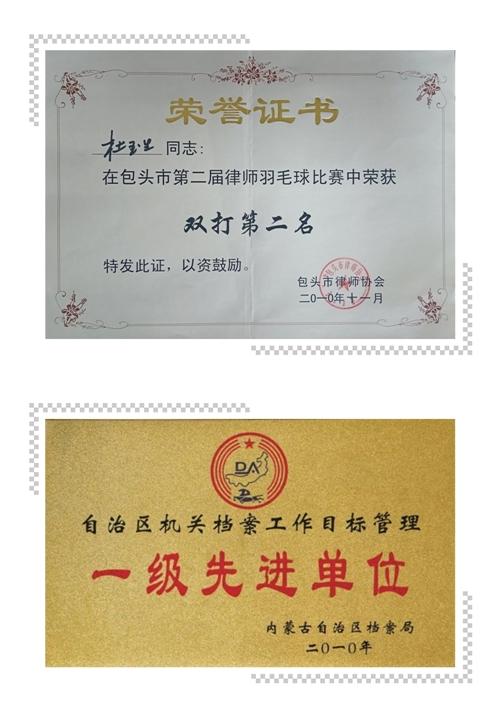 荣誉证书
杜玉兰 同志:
在包头市第二届律师羽毛球比赛中荣获
双打第二名
特发此证，以资鼓励。
包头市律师协会
二〇一〇年十一月
DA
自治区机关档案工作目标管理
一级先进单位
内蒙古自治区档案局
二〇一〇年